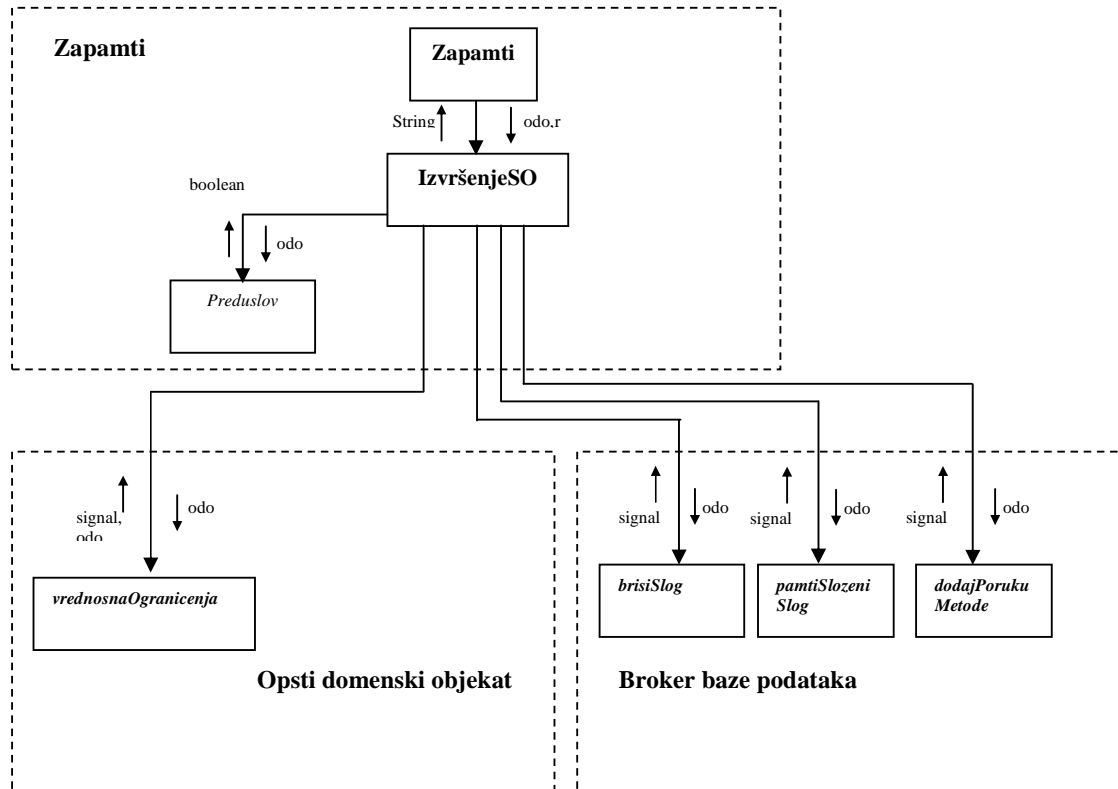 Zapamti
Zapamti
String
odo,r
IzvršenjeSO
boolean
odo
Preduslov
signal,
odo
odo
signal
odo
signal
odo
signal
odo
vrednosnaOgranicenja
brisiSlog
pamtiSlozeni
Slog
dodajPoruku
Metode
Opsti domenski objekat
Broker baze podataka